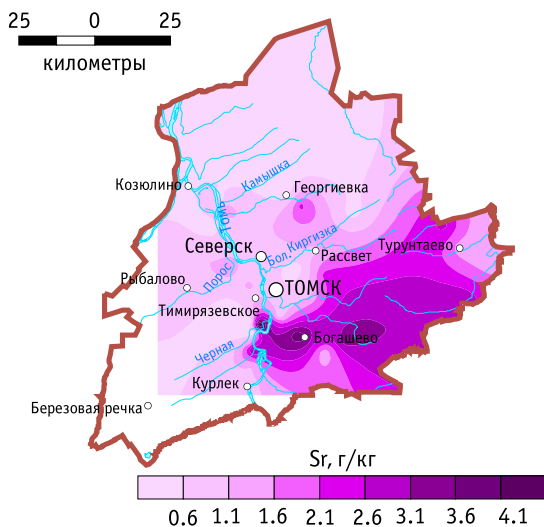 25 0 25
километры
Козюлино
Камышка
Георгиевка
Томь
Северск
Бол. Киргизка
Рассвет
Турунтаево
Рыбалово
Порос
ТОМСК
Тимирязевское
Черная
Богашево
Курлек
Березовая речка
Sr, г/кг
0.6 1.1 1.6 2.1 2.6 3.1 3.6 4.1